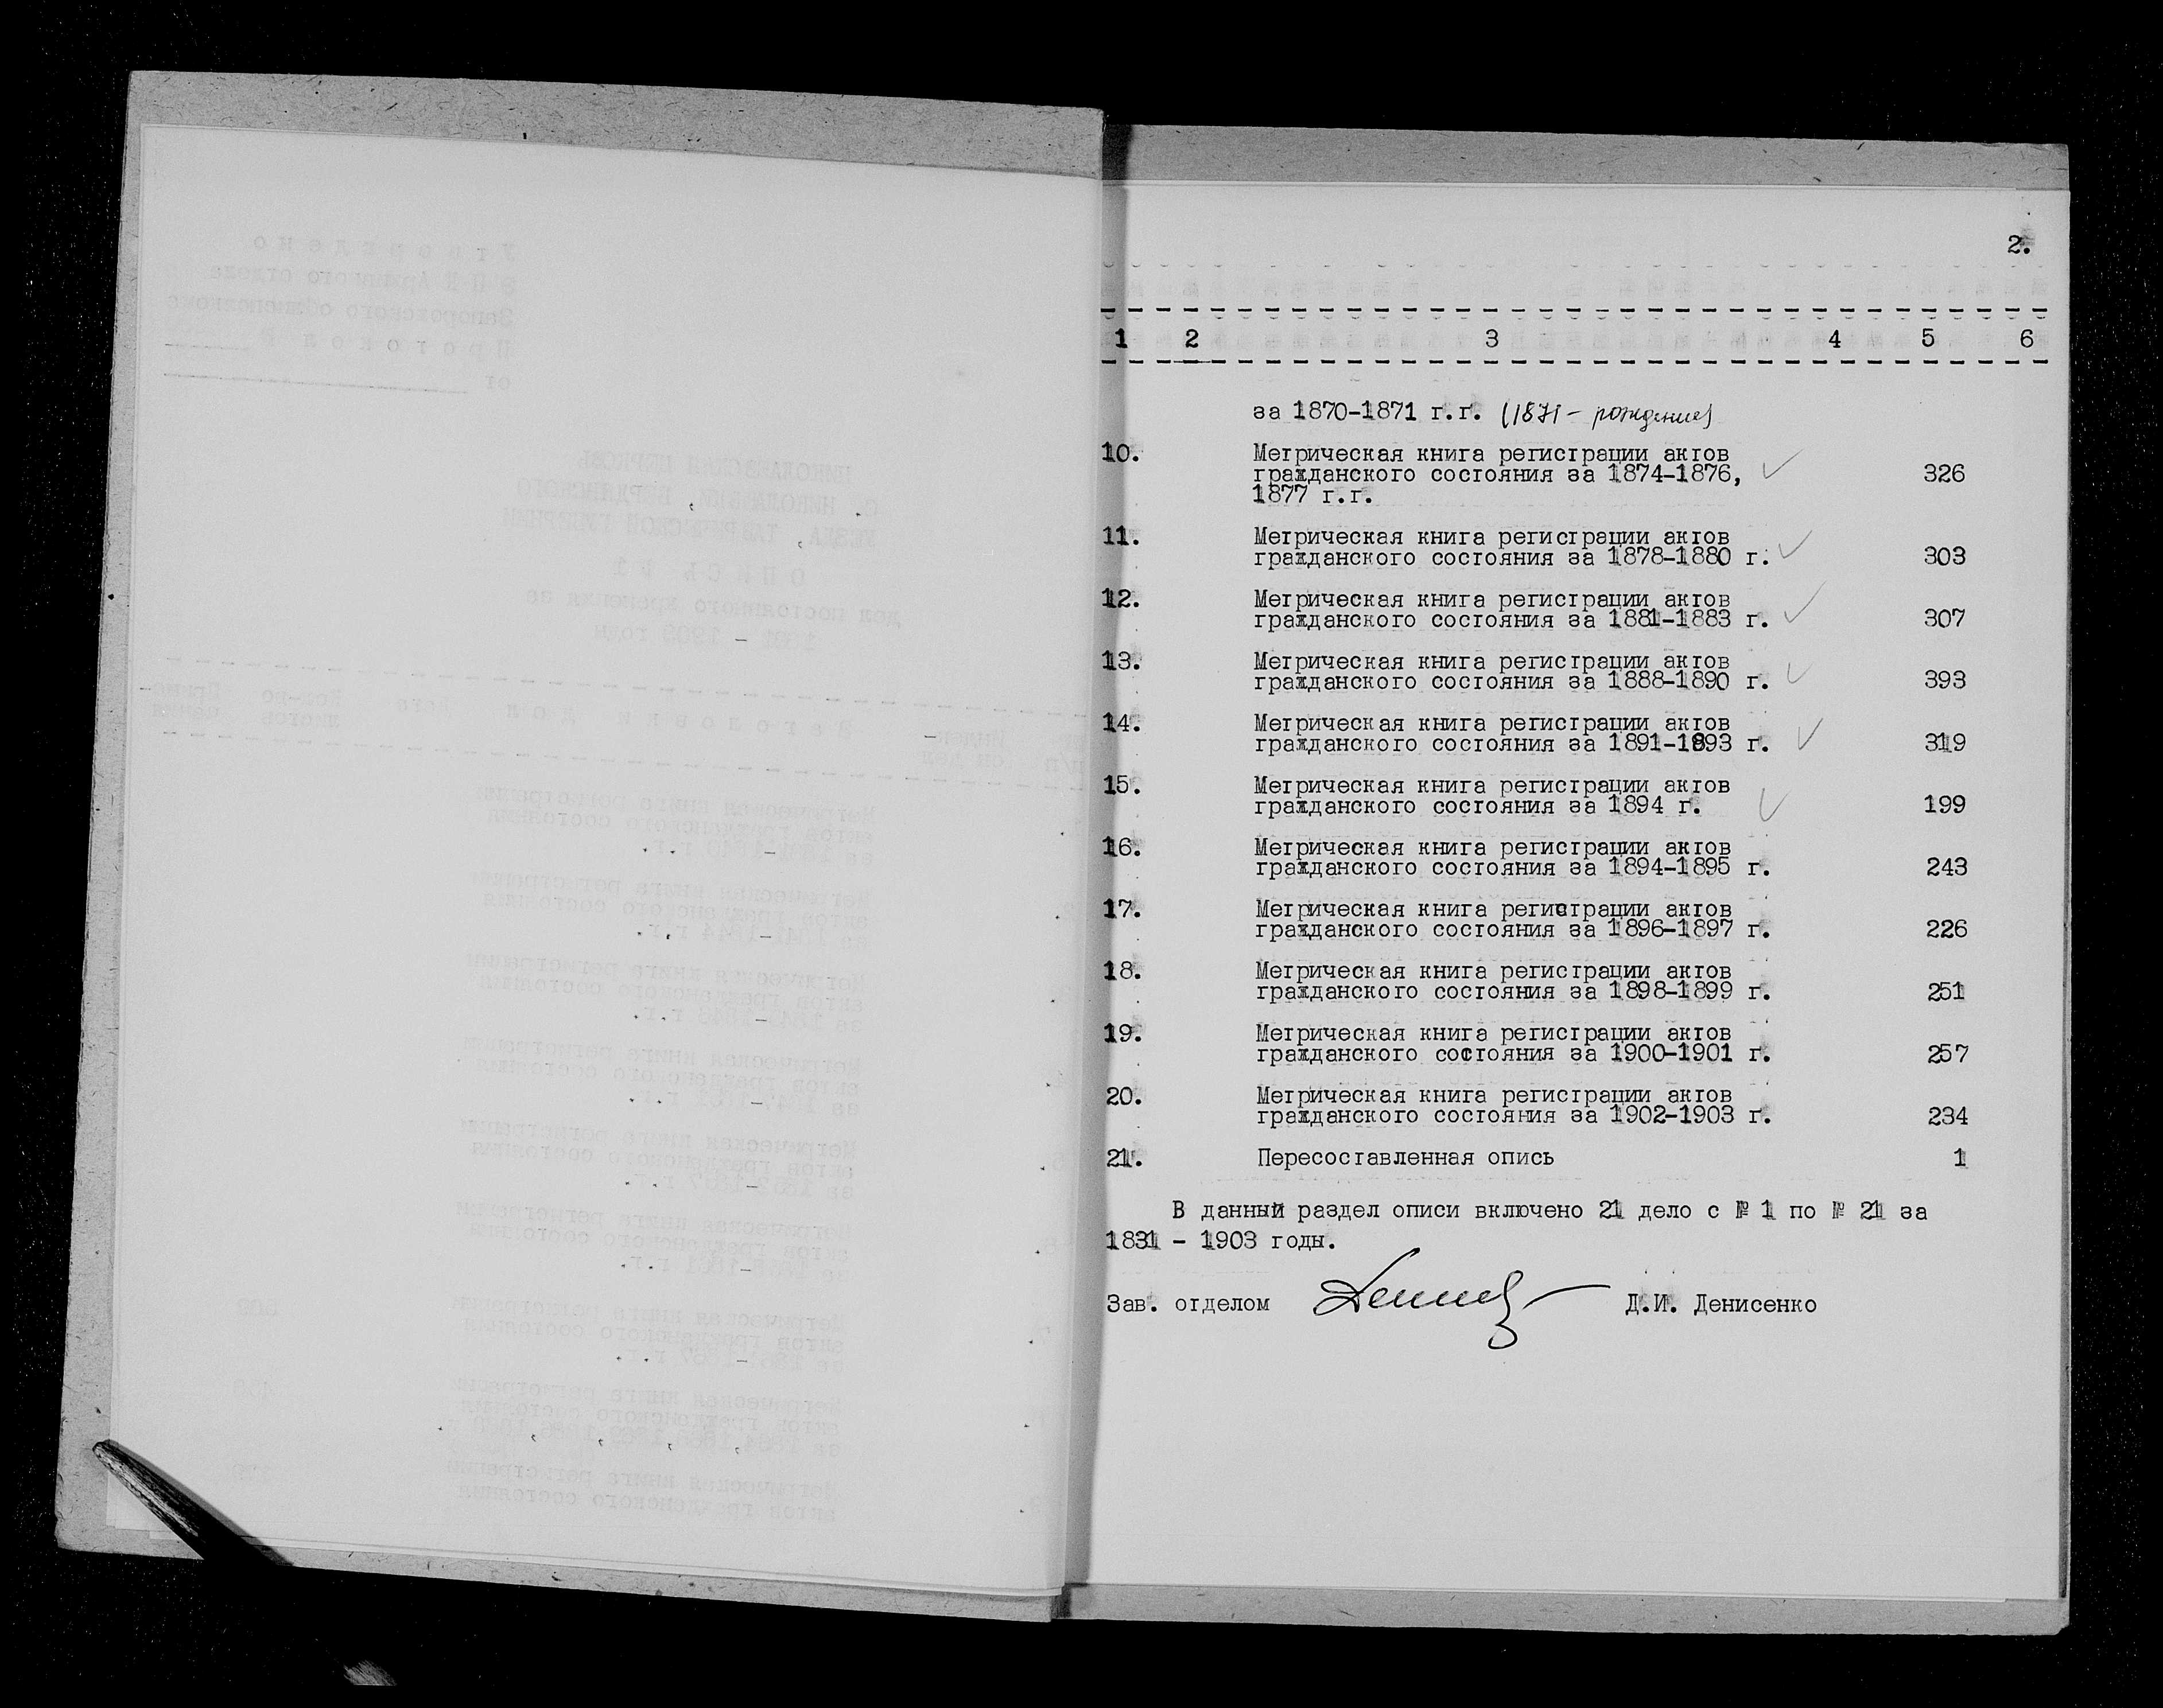 2.
1 2 3 4 5 6
за 1870-1871 г.г. (1871 - рождение)
10. Метрическая книга регистрации актов
гражданского состояния за 1874-1876, 326
1877 г.г.
11. Метрическая книга регистрации актов
гражданского состояния за 1878-1880 г. 303
12. Метрическая книга регистрации актов
гражданского состояния за 1881-1883 г. 307
13. Метрическая книга регистрации актов
гражданского состояния за 1888-1890 г. 393
14. Метрическая книга регистрации актов
гражданского состояния за 1891-1893 г. 319
15. Метрическая книга регистрации актов
гражданского состояния за 1894 г. 199
16. Метрическая книга регистрации актов
гражданского состояния за 1894-1895 г. 243
17. Метрическая книга регистрации актов
гражданского состояния за 1896-1897 г. 226
18. Метрическая книга регистрации актов
гражданского состояния за 1898-1899 г. 251
19. Метрическая книга регистрации актов
гражданского состояния за 1900-1901 г. 257
20. Метрическая книга регистрации актов
гражданского состояния за 1902-1903 г. 234
21. Пересоставленная опись 1
В данный раздел описи включено 21 дело с № 1 по № 21 за
1831 - 1903 годы.
Зав. отделом Д.И. Денисенко